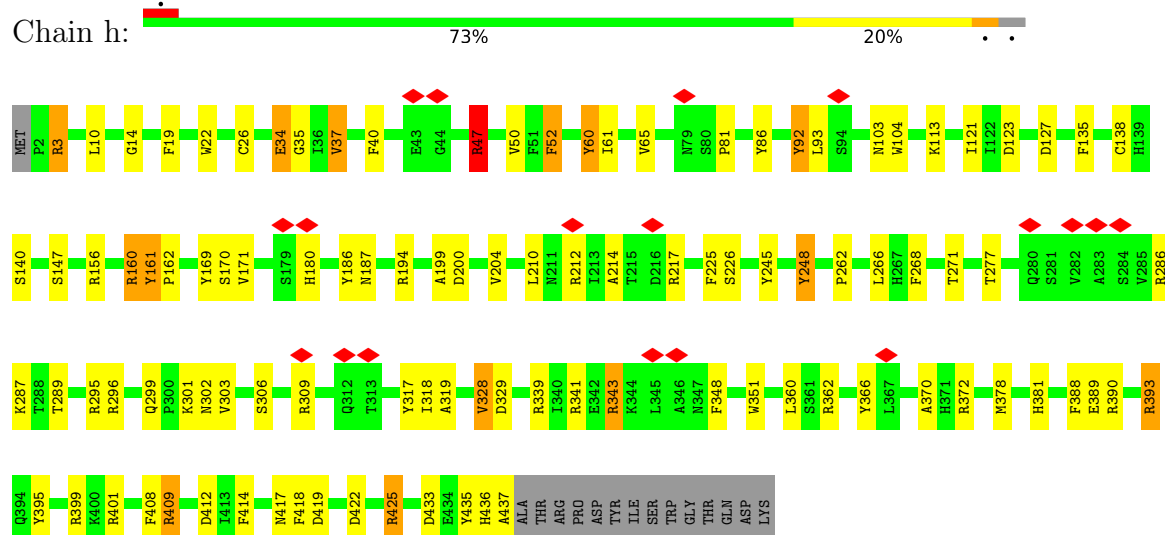 Chain h:
73% 20% • •
MET P2 R3 L10 G14 F19 W22 C26 E34 G35 I36 V37 F40 E43 G44 R47 V50 F51 F52 Y60 I61 V65 N79 S80 P81 Y86 Y92 L93 S94 N103 W104 K113 I121 I122 D123 D127 F135 C138 H139
S140 S147 R156 R160 Y161 P162 Y169 S170 V171 S179 H180 Y186 N187 R194 A199 D200 V204 L210 N211 R212 I213 A214 T215 D216 R217 F225 S226 Y245 Y248 P262 L266 H267 F268 T271 T277 Q280 S281 V282 A283 S284 V285 R286
K287 T288 T289 R295 R296 Q299 P300 K301 N302 V303 S306 R309 Q312 T313 Y317 I318 A319 V328 D329 R339 I340 R341 E342 R343 K344 L345 A346 N347 F348 W351 L360 S361 R362 Y366 L367 A370 H371 R372 M378 H381 F388 E389 R390 R393
Q394 Y395 R399 K400 R401 F408 R409 D412 I413 F414 N417 F418 D419 D422 R425 D433 E434 Y435 H436 A437 ALA THR ARG PRO ASP TYR ILE SER TRP GLY THR GLN ASP LYS